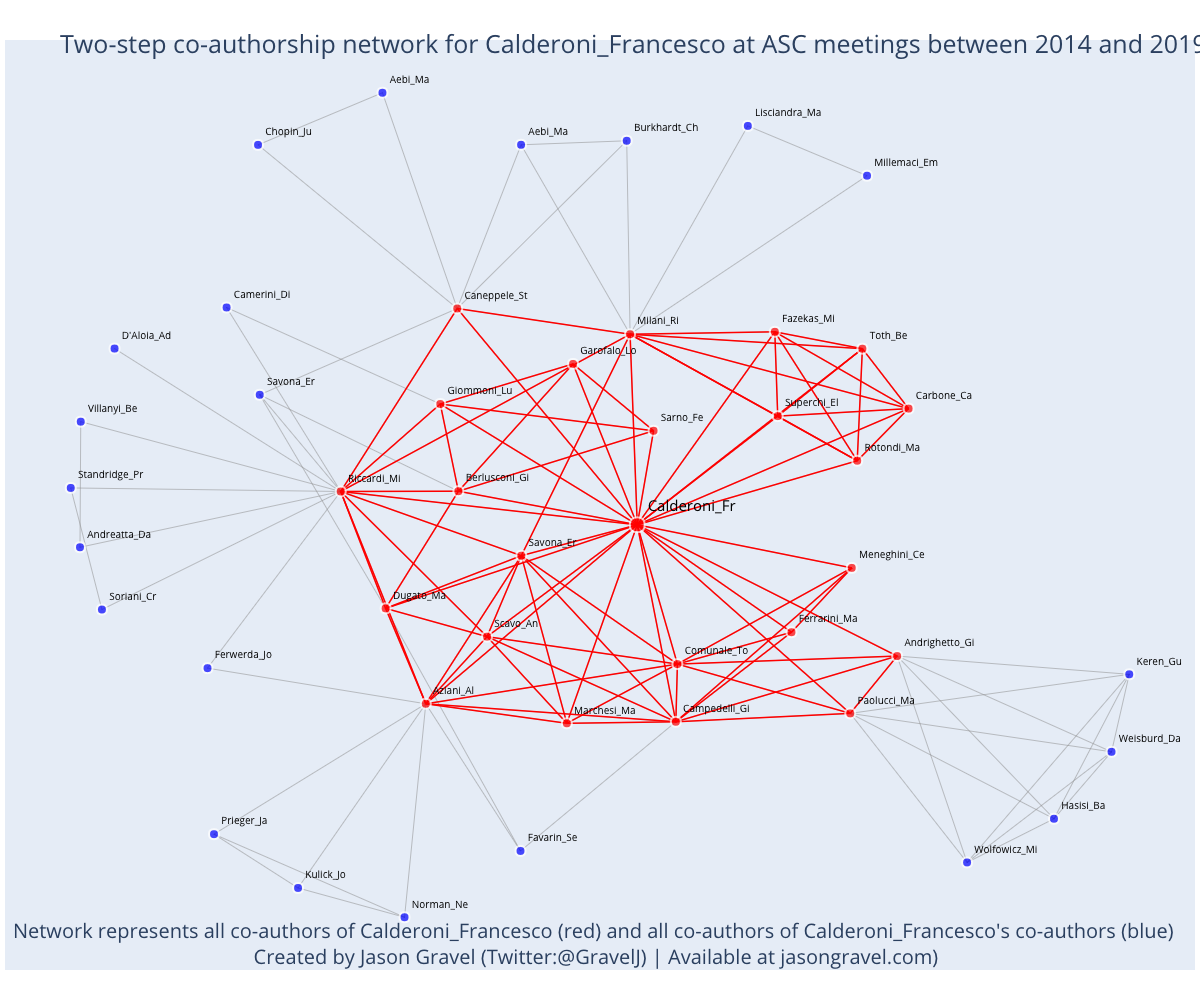 Two-step co-authorship network for Calderoni_Francesco at ASC meetings between 2014 and 2019
Aebi_Ma
Lisciandra_Ma
Chopin_Ju
Aebi_Ma
Burkhardt_Ch
Millemaci_Em
Camerini_Di
Caneppele_St
Milani_Ri
Fazekas_Mi
D'Aloia_Ad
Toth_Be
Garofalo_Lo
Savona_Er
Giommoni_Lu
Carbone_Ca
Villanyi_Be
Superchi_El
Sarno_Fe
Rotondi_Ma
Standridge_Pr
Riccardi_Mi
Berlusconi_Gi
Calderoni_Fr
Andreatta_Da
Savona_Er
Meneghini_Ce
Soriani_Cr
Dugato_Ma
Scavo_An
Ferrarini_Ma
Andrighetto_Gi
Ferwerda_Jo
Comunale_To
Keren_Gu
Aziani_Al
Marchesi_Ma
Campedelli_Gi
Paolucci_Ma
Weisburd_Da
Hasisi_Ba
Prieger_Ja
Favarin_Se
Wolfowicz_Mi
Kulick_Jo
Norman_Ne
Network represents all co-authors of Calderoni_Francesco (red) and all co-authors of Calderoni_Francesco's co-authors (blue)
Created by Jason Gravel (Twitter:@GravelJ) | Available at jasongravel.com)